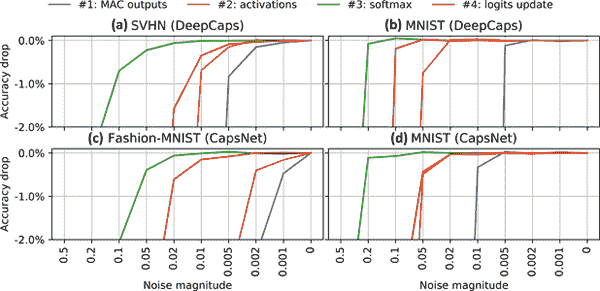 #1: MAC outputs #2: activations #3: softmax #4: logits update
(a) SVHN (DeepCaps) (b) MNIST (DeepCaps)
Accuracy drop
0.0%
-1.0%
-2.0%
(c) Fashion-MNIST (CapsNet) (d) MNIST (CapsNet)
Accuracy drop
0.0%
-1.0%
-2.0%
0.5 0.2 0.1 0.05 0.02 0.01 0.005 0.002 0.001 0 0.5 0.2 0.1 0.05 0.02 0.01 0.005 0.002 0.001 0
Noise magnitude Noise magnitude